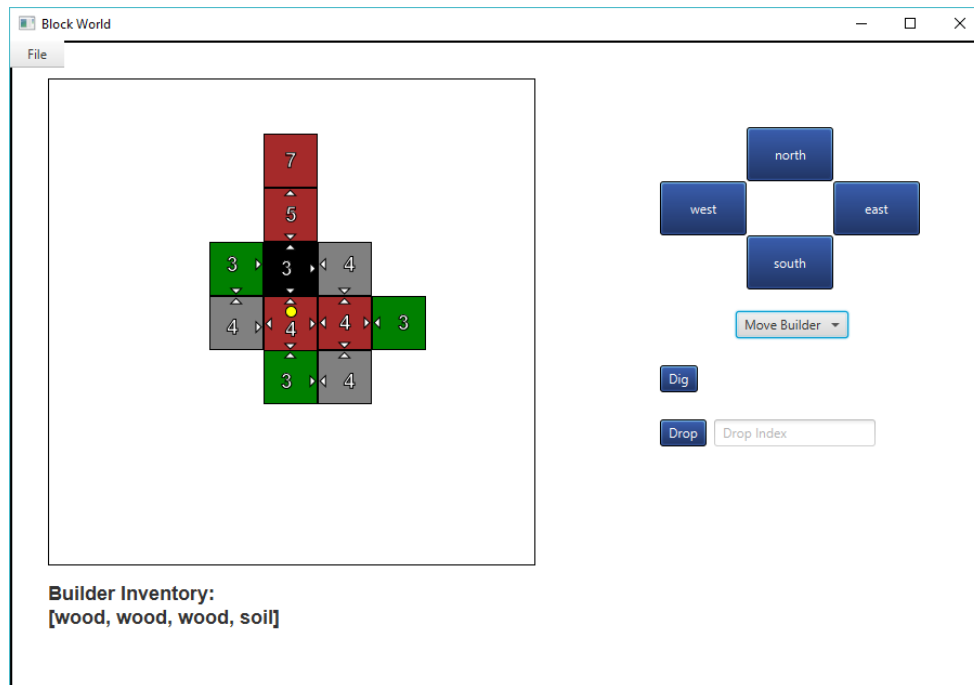 Block World
File
7
5
3 3 4
4 4 4 3
3 4
north
west east
south
Move Builder
Dig
Drop Drop Index
Builder Inventory:
[wood, wood, wood, soil]